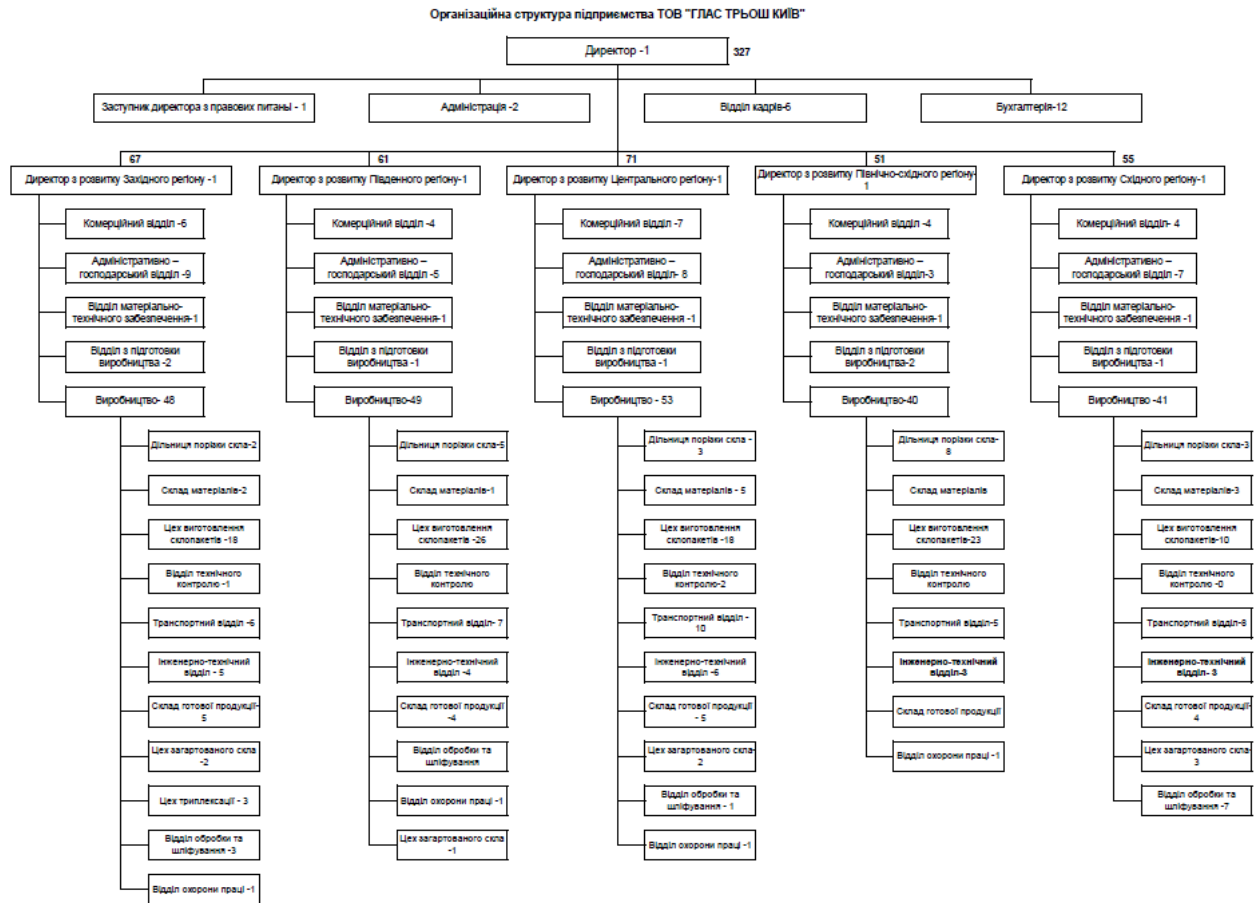 Організаційна структура підприємства ТОВ "ГЛАС ТРЬОШ КИЇВ"
Директор -1
327
Заступник директора з правових питань - 1
Адміністрація -2
Відділ кадрів-6
Бухгалтерія-12
67
Директор з розвитку Західного регіону -1
Комерційний відділ -6
Адміністративно –
господарський відділ -9
Відділ матеріально-
технічного забезпечення-1
Відділ з підготовки
виробництва -2
Виробництво- 48
Дільниця порізки скла-2
Склад матеріалів-2
Цех виготовлення
склопакетів -18
Відділ технічного
контролю -1
Транспортний відділ -6
Інженерно-технічний
відділ - 5
Склад готової продукції-
5
Цех загартованого скла
-2
Цех триплексації - 3
Відділ обробки та
шліфування -3
Відділ охорони праці -1
61
Директор з розвитку Південного регіону-1
Комерційний відділ -4
Адміністративно –
господарський відділ -5
Відділ матеріально-
технічного забезпечення-1
Відділ з підготовки
виробництва -1
Виробництво-49
Дільниця порізки скла-5
Склад матеріалів-1
Цех виготовлення
склопакетів -26
Відділ технічного
контролю
Транспортний відділ- 7
Інженерно-технічний
відділ -4
Склад готової
продукції -4
Відділ обробки та
шліфування
Відділ охорони праці -1
Цех загартованого скла
-1
71
Директор з розвитку Центрального регіону-1
Комерційний відділ -7
Адміністративно –
господарський відділ- 8
Відділ матеріально-
технічного забезпечення -1
Відділ з підготовки
виробництва -1
Виробництво - 53
Дільниця порізки скла -
3
Склад матеріалів - 5
Цех виготовлення
склопакетів -18
Відділ технічного
контролю-2
Транспортний відділ -
10
Інженерно-технічний
відділ -6
Склад готової
продукції - 5
Цех загартованого скла-
2
Відділ обробки та
шліфування - 1
Відділ охорони праці -1
51
Директор з розвитку Північно-східного регіону-
1
Комерційний відділ -4
Адміністративно –
господарський відділ-3
Відділ матеріально-
технічного забезпечення-1
Відділ з підготовки
виробництва-2
Виробництво-40
Дільниця порізки скла-
8
Склад матеріалів
Цех виготовлення
склопакетів-23
Відділ технічного
контролю
Транспортний відділ-5
Інженерно-технічний
відділ-3
Склад готової продукції
Відділ охорони праці -1
55
Директор з розвитку Східного регіону-1
Комерційний відділ- 4
Адміністративно –
господарський відділ -7
Відділ матеріально-
технічного забезпечення -1
Відділ з підготовки
виробництва -1
Виробництво -41
Дільниця порізки скла-3
Склад матеріалів-3
Цех виготовлення
склопакетів-10
Відділ технічного
контролю -0
Транспортний відділ-8
Інженерно-технічний
відділ- 3
Склад готової продукції-
4
Цех загартованого скла-
3
Відділ обробки та
шліфування -7